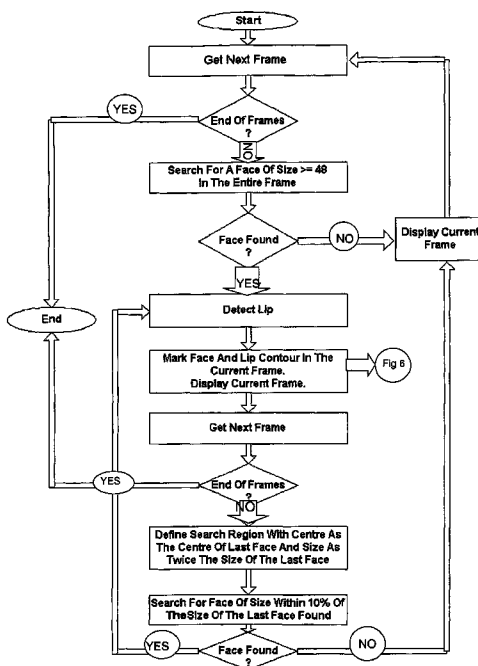 Start
Get Next Frame
YES
End Of Frames
?
NO
Search For A Face Of Size >= 48
In The Entire Frame
Face Found
?
NO
Display Current
Frame
YES
End
Detect Lip
Mark Face And Lip Contour In The
Current Frame.
Display Current Frame.
Fig 6
Get Next Frame
YES
YES
End Of Frames
?
NO
Define Search Region With Centre As
The Centre Of Last Face And Size As
Twice The Size Of The Last Face
Search For Face Of Size Within 10% Of
TheSize Of The Last Face Found
YES
Face Found
?
NO